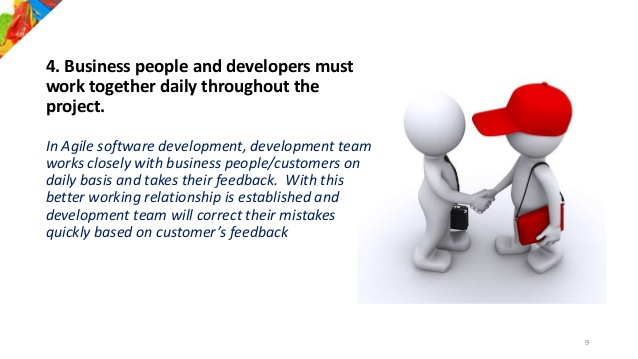 4. Business people and developers must
work together daily throughout the
project.
In Agile software development, development team
works closely with business people/customers on
daily basis and takes their feedback.  With this
better working relationship is established and
development team will correct their mistakes
quickly based on customer’s feedback
9